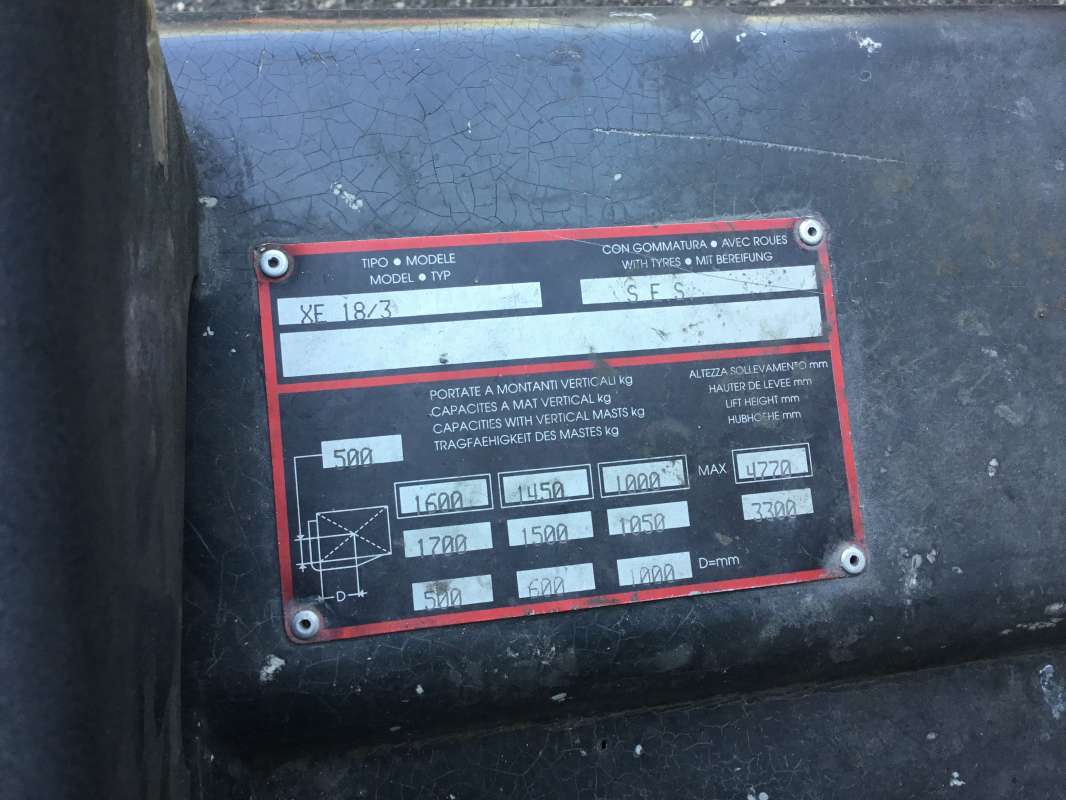 TIPO ● MODELE
MODEL ● TYP
CON GOMMATURA ● AVEC ROUES
WITH TYRES ● MIT BEREIFUNG
XE 18/3
S E S
PORTATE A MONTANTI VERTICALI kg
CAPACITES A MAT VERTICAL kg
CAPACITIES WITH VERTICAL MASTS kg
TRAGFAEHIGKEIT DES MASTES kg
ALTEZZA SOLLEVAMENTO mm
HAUTER DE LEVEE mm
LIFT HEIGHT mm
HUBHOEHE mm
500
1600 1450 1000 MAX 4770
1700 1500 1050 3300
D 500 600 1000 D=mm